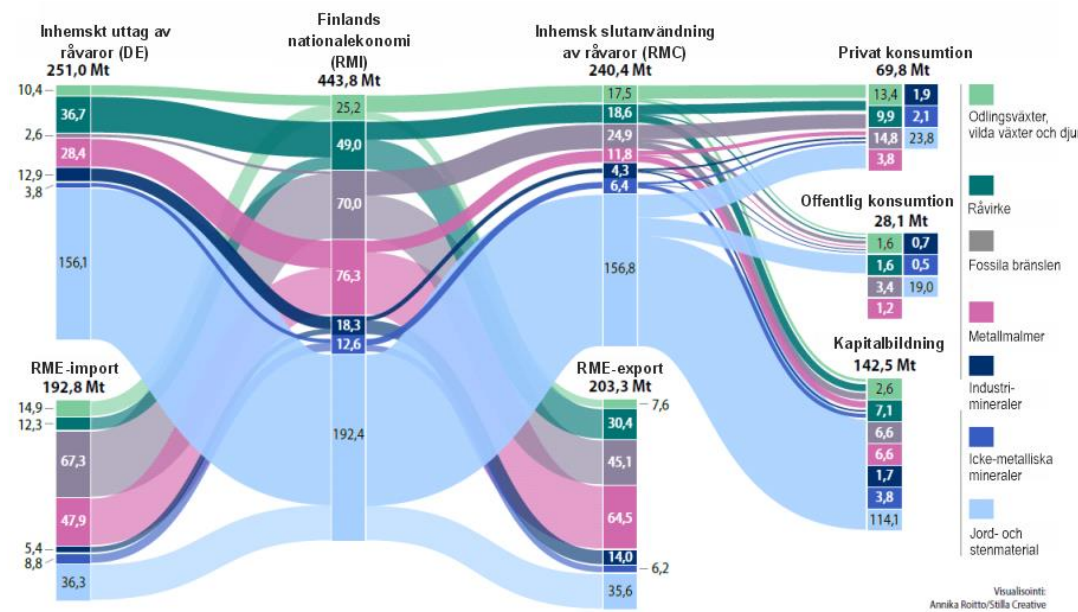 Inhemskt uttag av
råvaror (DE)
251,0 Mt
10,4
36,7
2,6
28,4
12,9
3,8
156,1
RME-import
192,8 Mt
14,9
12,3
67,3
47,9
5,4
8,8
36,3
Finlands
nationalekonomi
(RMI)
443,8 Mt
25,2
49,0
70,0
76,3
18,3
12,6
192,4
Inhemsk slutanvändning
av råvaror (RMC)
240,4 Mt
17,5
18,6
24,9
11,8
4,3
6,4
156,8
RME-export
203,3 Mt
7,6
30,4
45,1
64,5
14,0
6,2
35,6
Privat konsumtion
69,8 Mt
13,4 1,9
9,9 2,1
14,8 23,8
3,8
Offentlig konsumtion
28,1 Mt
1,6 0,7
1,6 0,5
3,4 19,0
1,2
Kapitalbildning
142,5 Mt
2,6
7,1
6,6
6,6
1,7
3,8
114,1
Odlingsväxter,
vilda växter och dju
Råvirke
Fossila bränslen
Metallmalmer
Industri-
mineraler
Icke-metalliska
mineraler
Jord- och
stenmaterial
Visualisointi:
Annika Roitto/Stilla Creative